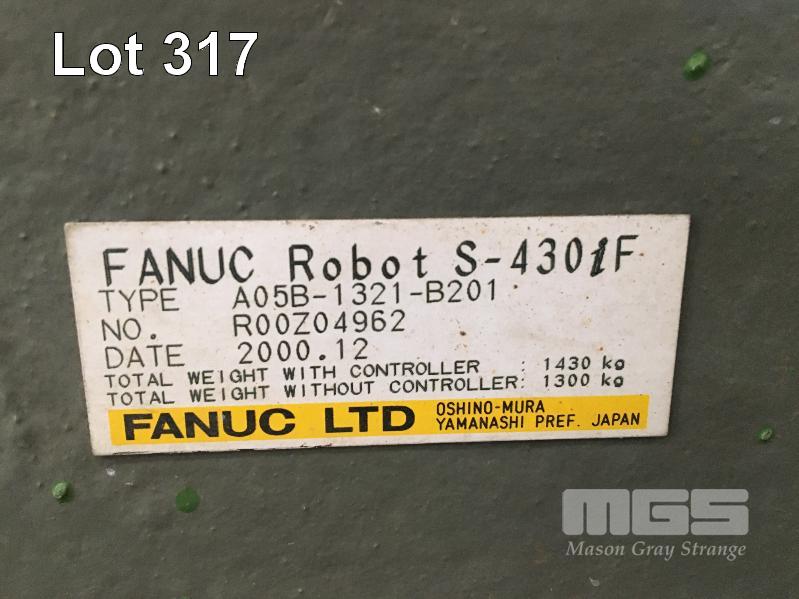 Lot 317
FANUC Robot S-430iF
TYPE A05B-1321-B201
NO. R00Z04962
DATE 2000.12
TOTAL WEIGHT WITH CONTROLLER : 1430 kg
TOTAL WEIGHT WITHOUT CONTROLLER: 1300 kg
FANUC LTD OSHINO-MURA
YAMANASHI PREF. JAPAN
MGS
Mason Gray Strange